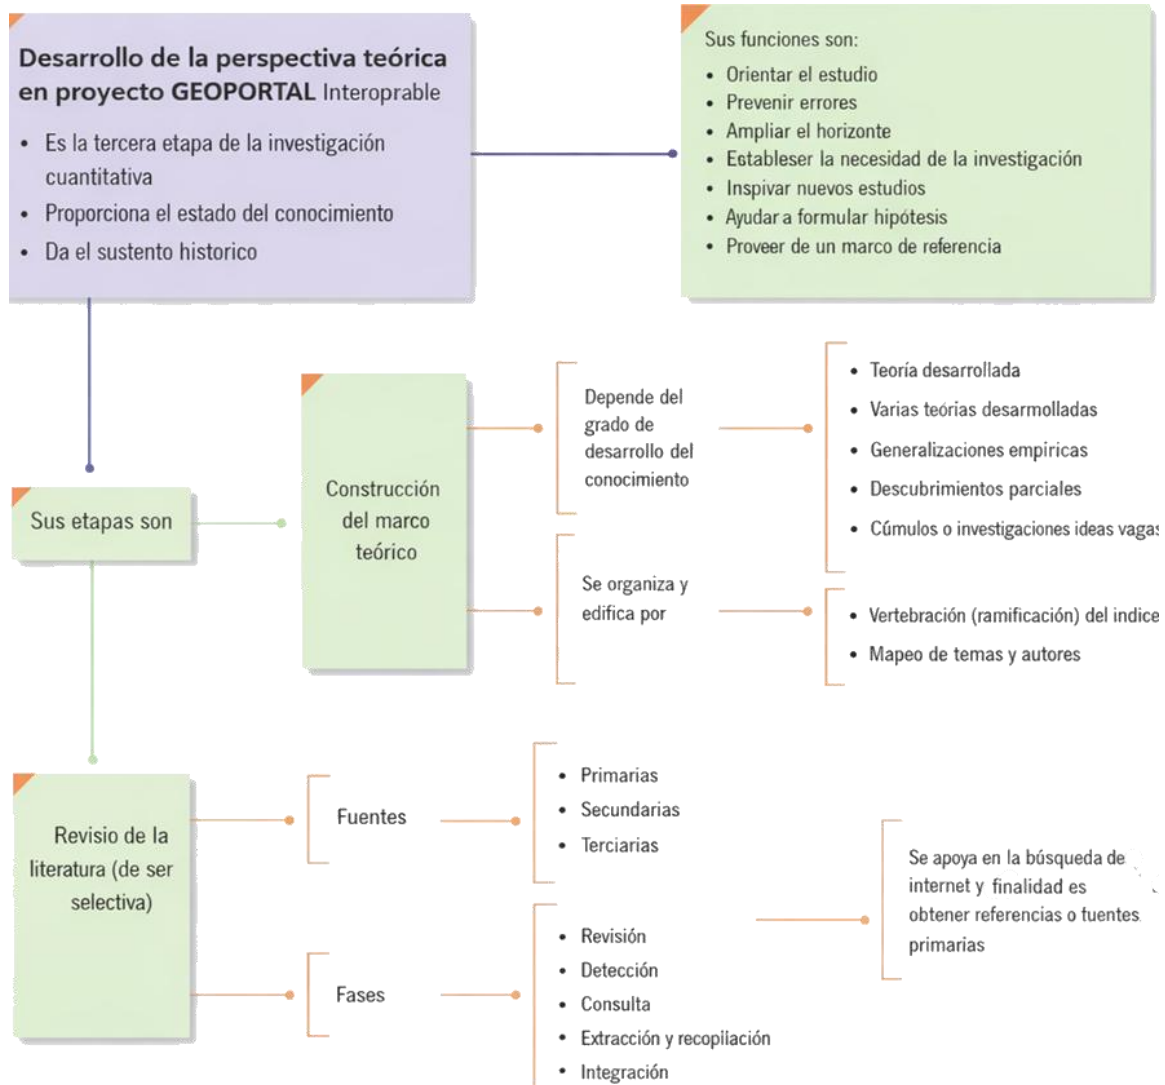 Desarrollo de la perspectiva teórica
en proyecto GEOPORTAL Interoprable
• Es la tercera etapa de la investigación
cuantitativa
• Proporciona el estado del conocimiento
• Da el sustento historico
Sus funciones son:
• Orientar el estudio
• Prevenir errores
• Ampliar el horizonte
• Estableser la necesidad de la investigación
• Inspivar nuevos estudios
• Ayudar a formular hipótesis
• Proveer de un marco de referencia
Sus etapas son
Construcción
del marco
teórico
Depende del
grado de
desarrollo del
conocimiento
• Teoría desarrollada
• Varias teórias desarmolladas
• Generalizaciones empíricas
• Descubrimientos parciales
• Cúmulos o investigaciones ideas vagas
Se organiza y
edifica por
• Vertebración (ramificación) del indice
• Mapeo de temas y autores
Revisio de la
literatura (de ser
selectiva)
Fuentes
• Primarias
• Secundarias
• Terciarias
Fases
• Revisión
• Detección
• Consulta
• Extracción y recopilación
• Integración
Se apoya en la búsqueda de
internet y finalidad es
obtener referencias o tuentes
primarias